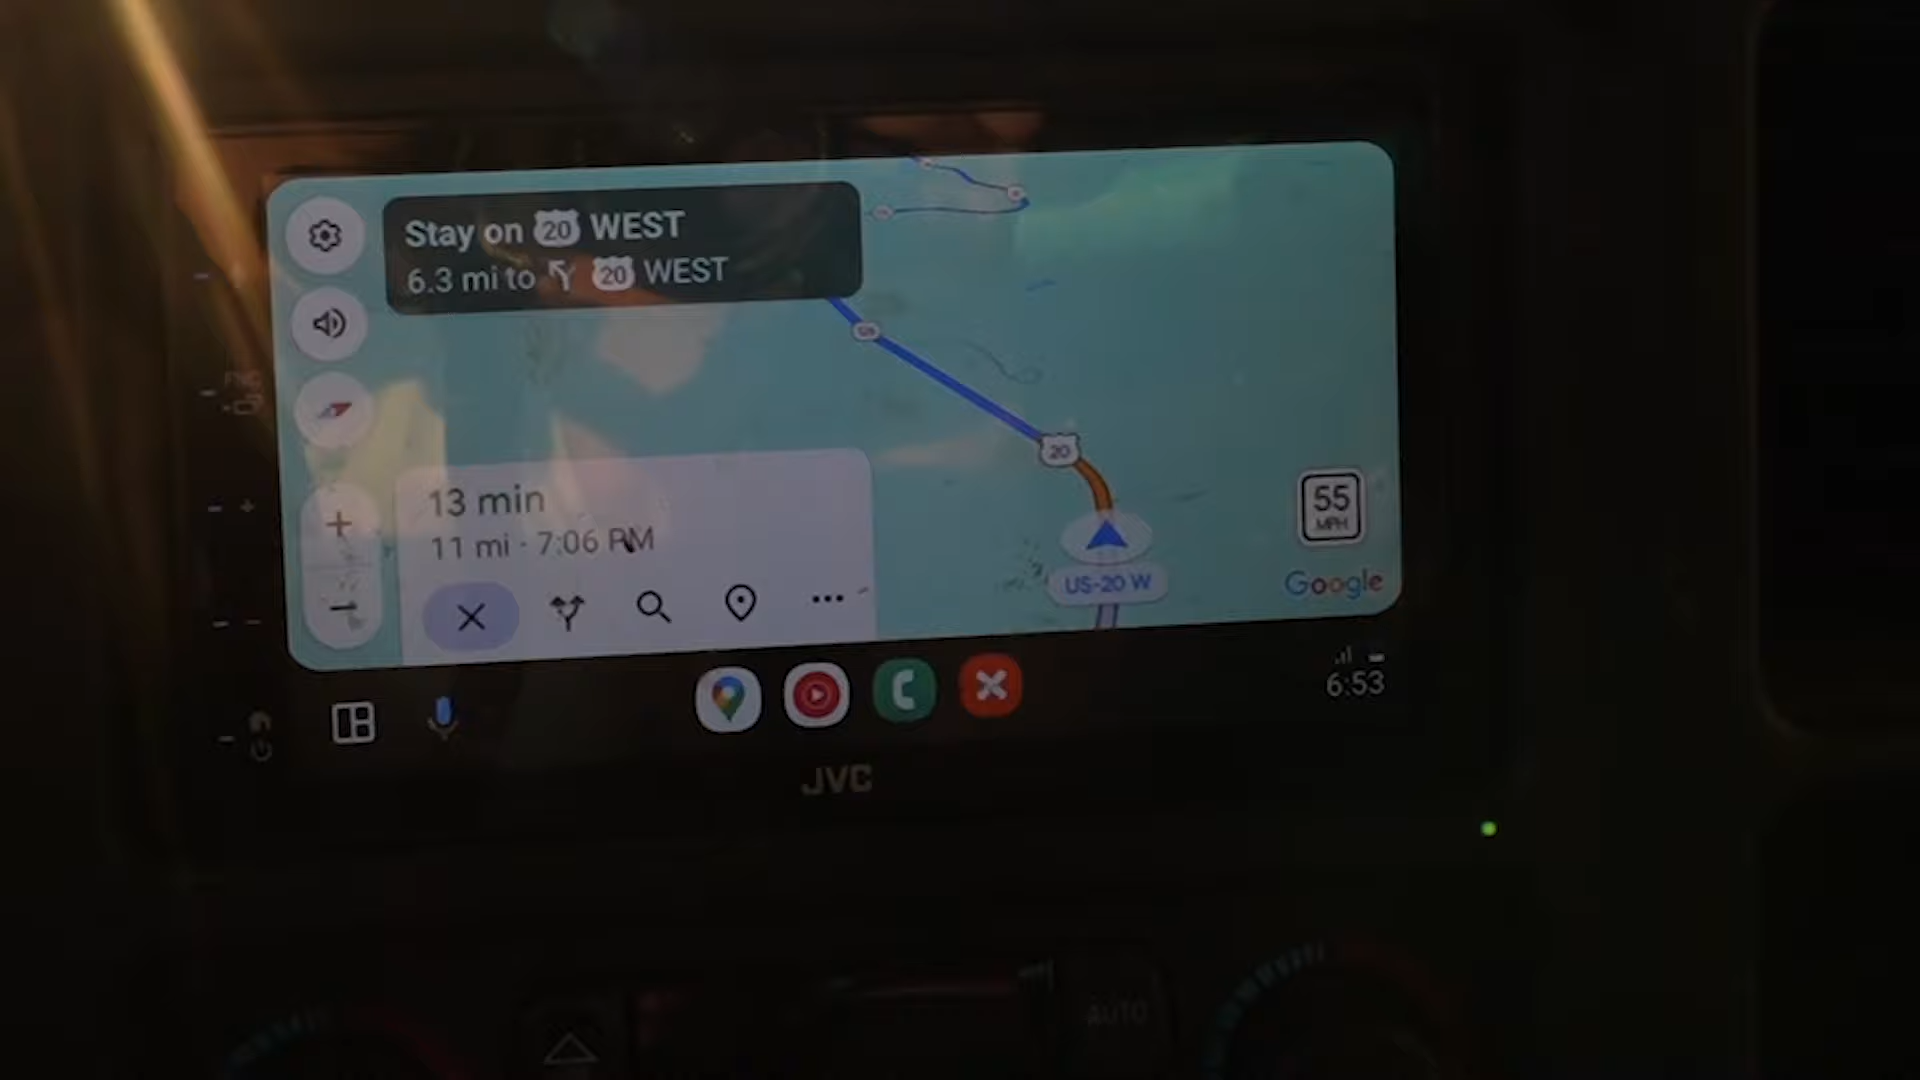 Stay on 20 WEST
6.3 mi to 20 WEST
20
13 min
11 mi · 7:06 PM
55
MPH
US-20 W
Google
6:53
JVC
AUTO